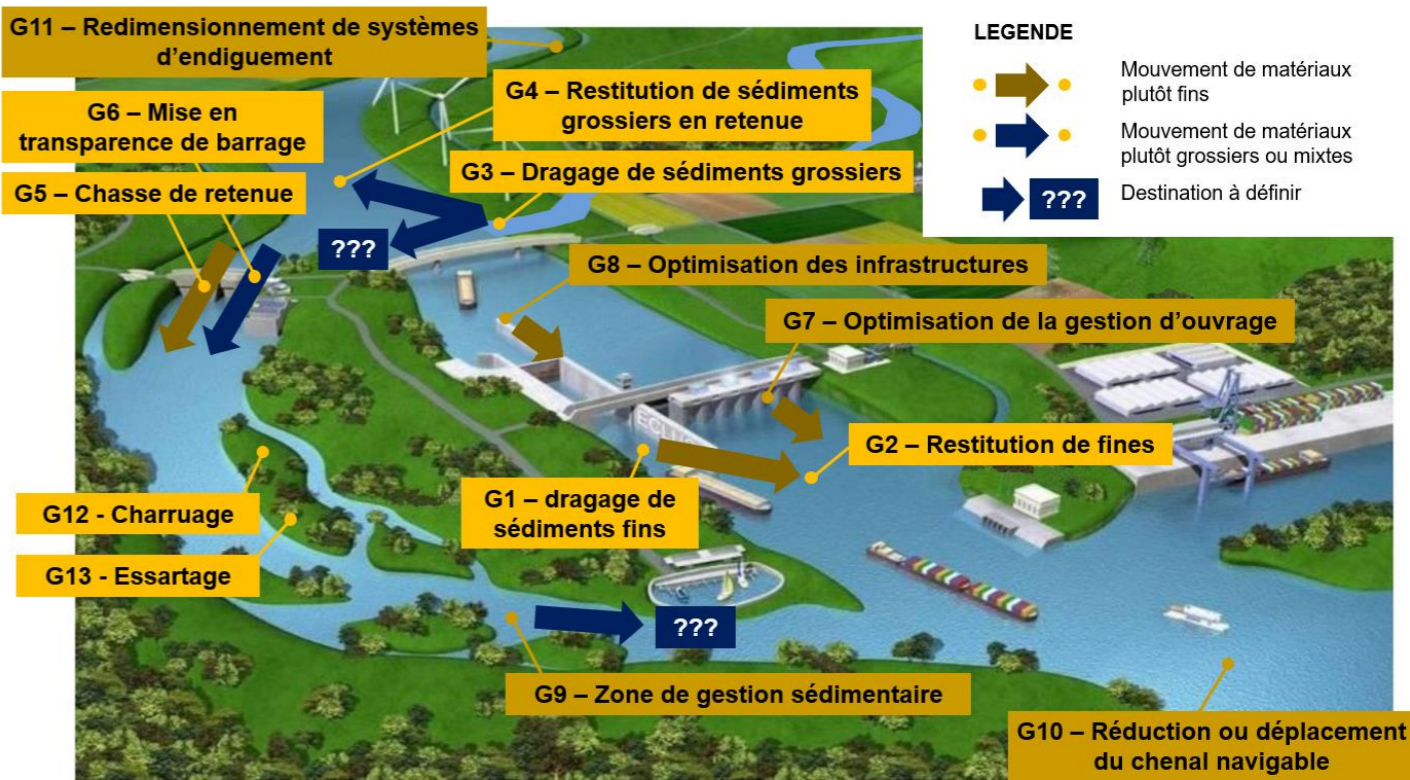 G11 – Redimensionnement de systèmes
d'endiguement
G6 – Mise en
transparence de barrage
G5 – Chasse de retenue
G4 – Restitution de sédiments
grossiers en retenue
G3 – Dragage de sédiments grossiers
LEGENDE
Mouvement de matériaux
plutôt fins
Mouvement de matériaux
plutôt grossiers ou mixtes
???
Destination à définir
???
G8 – Optimisation des infrastructures
G7 – Optimisation de la gestion d'ouvrage
ECLUSE
G2 – Restitution de fines
G1 – dragage de
sédiments fins
G12 - Charruage
G13 - Essartage
???
G9 – Zone de gestion sédimentaire
G10 – Réduction ou déplacement
du chenal navigable